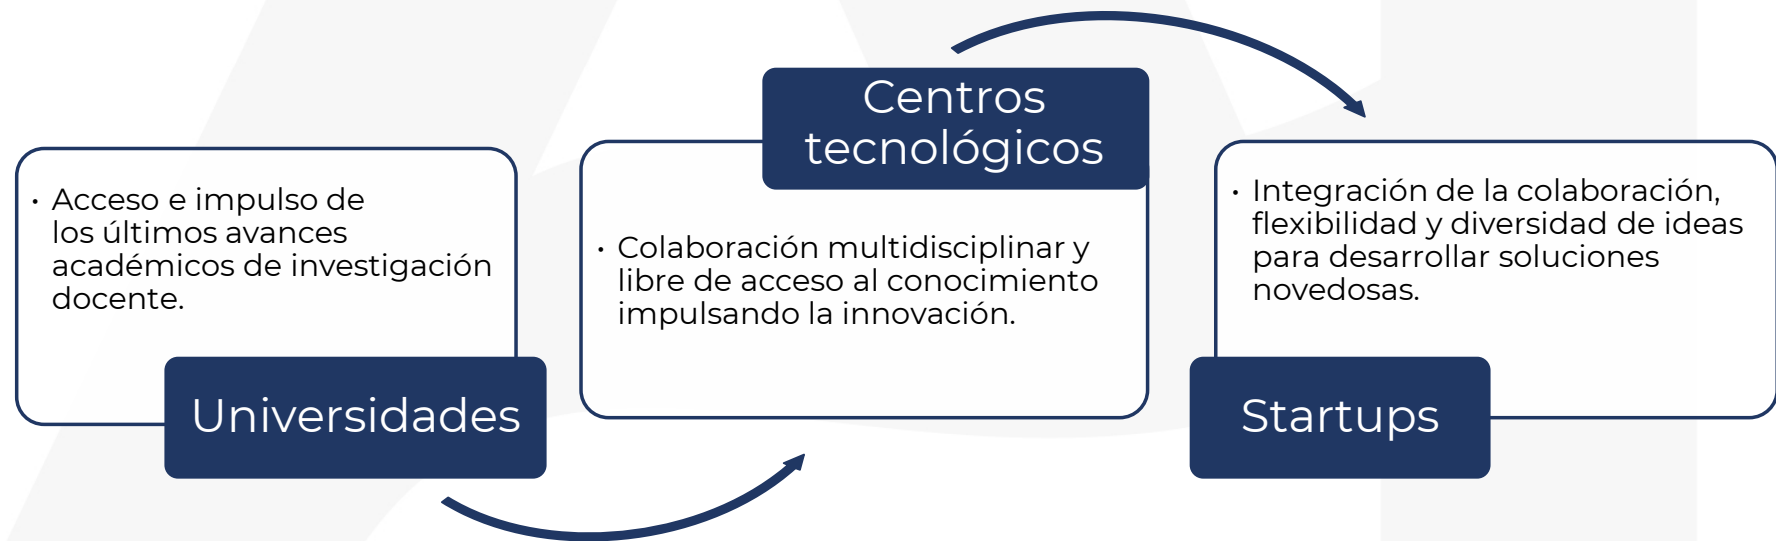 · Acceso e impulso de
los últimos avances
académicos de investigación
docente.
Universidades
Centros
tecnológicos
· Colaboración multidisciplinar y
libre de acceso al conocimiento
impulsando la innovación.
· Integración de la colaboración,
flexibilidad y diversidad de ideas
para desarrollar soluciones
novedosas.
Startups